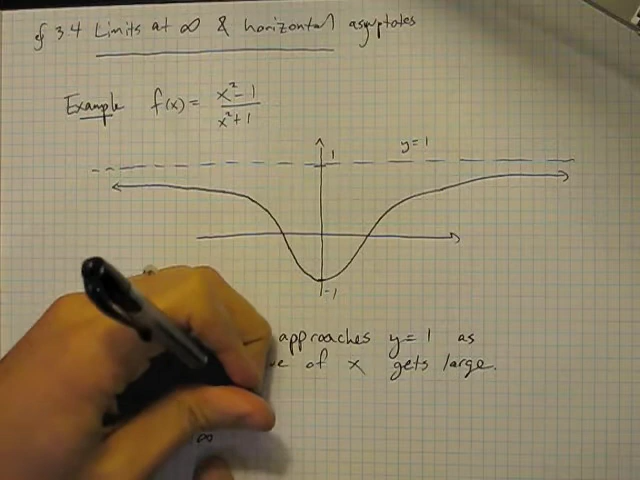 § 3.4 Limits at ∞ & horizontal asymptotes
Example f(x) = x²-1
x²+1
1
y=1
-1
approaches y=1 as
of x gets large.
∞